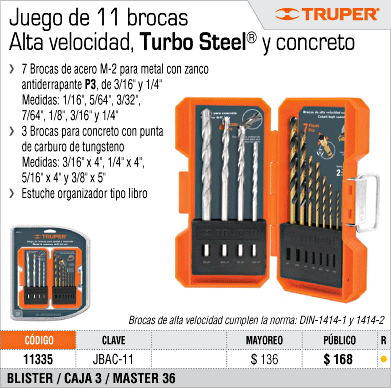 Juego de 11 brocas
Alta velocidad, Turbo Steel® y concreto
TRUPER®
› 7 Brocas de acero M-2 para metal con zanco
antiderrapante P3, de 3/16" y 1/4"
Medidas: 1/16", 5/64", 3/32",
7/64", 1/8", 3/16" y 1/4"
› 3 Brocas para concreto con punta
de carburo de tungsteno
Medidas: 3/16" x 4", 1/4" x 4",
5/16" x 4" y 3/8" x 5"
› Estuche organizador tipo libro
TRUPER
TRUPER
Brocas de alta velocidad cumplen la norma: DIN-1414-1 y 1414-2
CÓDIGO CLAVE MAYOREO PÚBLICO R
11335 JBAC-11 $ 136 $ 168
BLISTER / CAJA 3 / MASTER 36